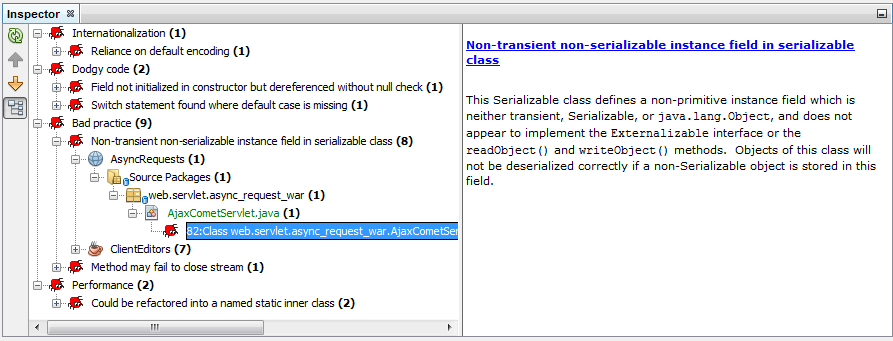 Inspector
Internationalization (1)
Reliance on default encoding (1)
Dodgy code (2)
Field not initialized in constructor but dereferenced without null check (1)
Switch statement found where default case is missing (1)
Bad practice (9)
Non-transient non-serializable instance field in serializable class (8)
AsyncRequests (1)
Source Packages (1)
web.servlet.async_request_war (1)
AjaxCometServlet.java (1)
82:Class web.servlet.async_request_war.AjaxCometSer
ClientEditors (7)
Method may fail to close stream (1)
Performance (2)
Could be refactored into a named static inner class (2)
Non-transient non-serializable instance field in serializable
class
This Serializable class defines a non-primitive instance field which is
neither transient, Serializable, or java.lang.Object, and does not
appear to implement the Externalizable interface or the
readObject() and writeObject() methods. Objects of this class will
not be deserialized correctly if a non-Serializable object is stored in this
field.